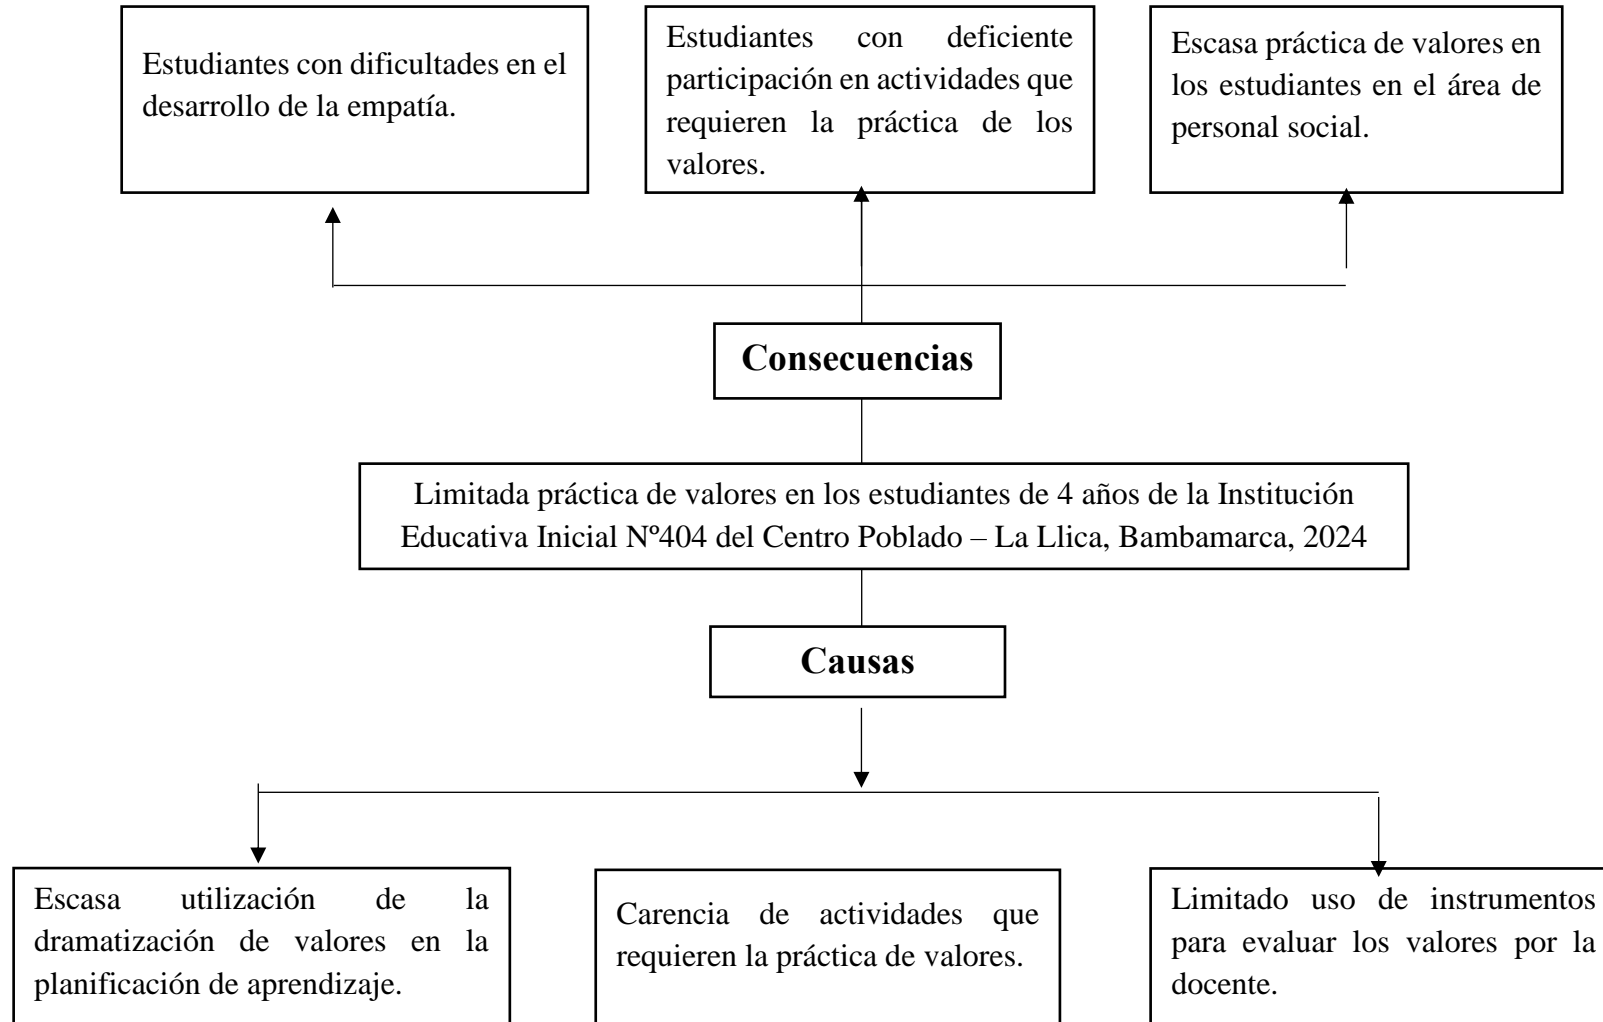 Estudiantes con dificultades en el
desarrollo de la empatía.
Estudiantes con deficiente
participación en actividades que
requieren la práctica de los
valores.
Escasa práctica de valores en
los estudiantes en el área de
personal social.
Consecuencias
Limitada práctica de valores en los estudiantes de 4 años de la Institución
Educativa Inicial Nº404 del Centro Poblado – La Llica, Bambamarca, 2024
Causas
Escasa utilización de la
dramatización de valores en la
planificación de aprendizaje.
Carencia de actividades que
requieren la práctica de valores.
Limitado uso de instrumentos
para evaluar los valores por la
docente.